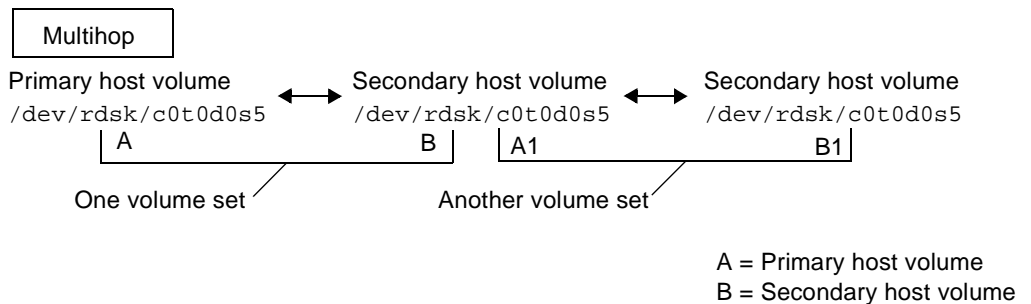 Multihop
Primary host volume
Secondary host volume
Secondary host volume
/dev/rdsk/c0t0d0s5
/dev/rdsk/c0t0d0s5
/dev/rdsk/c0t0d0s5
A
B
A1
B1
One volume set
Another volume set
A = Primary host volume
B = Secondary host volume